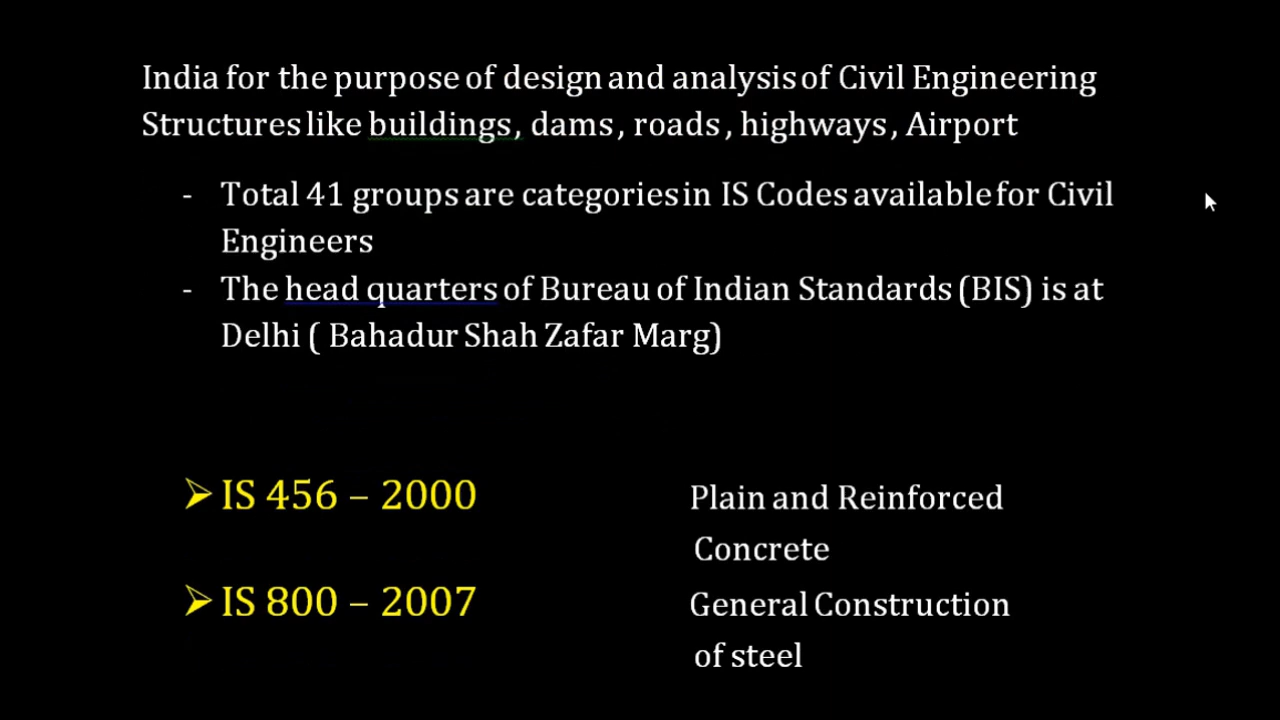 India for the purpose of design and analysis of Civil Engineering
Structures like buildings, dams, roads, highways, Airport
- Total 41 groups are categories in IS Codes available for Civil
Engineers
- The head quarters of Bureau of Indian Standards (BIS) is at
Delhi ( Bahadur Shah Zafar Marg)
➢ IS 456 – 2000 Plain and Reinforced
Concrete
➢ IS 800 – 2007 General Construction
of steel